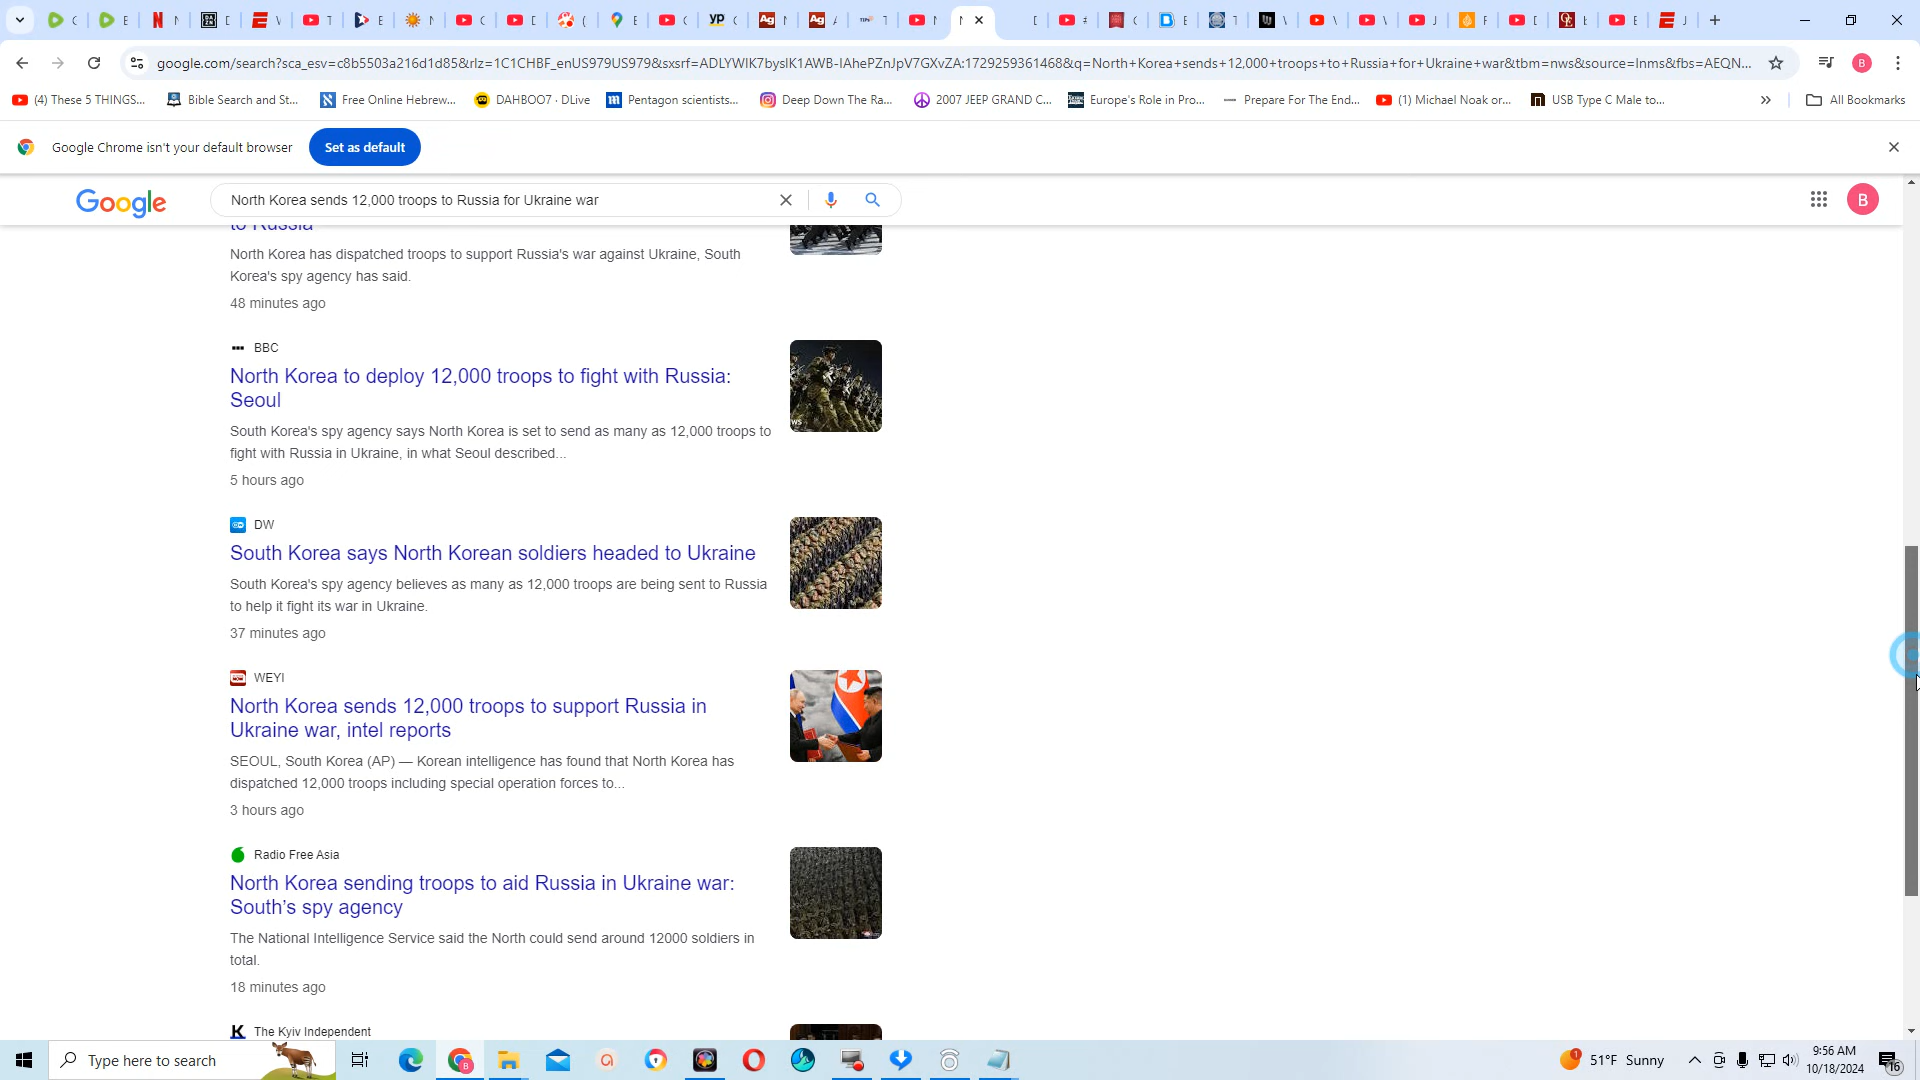 google.com/search?sca_esv=c8b5503a216d1d85&rlz=1C1CHBF_enUS979US979&sxsrf=ADLYWIK7byslK1AWB-IAhePZnJpV7GXvZA:1729259361468&q=North+Korea+sends+12,000+troops+to+Russia+for+Ukraine+war&tbm=nws&source=lnms&fbs=AEQN...
B
(4) These 5 THINGS...
Bible Search and St...
Free Online Hebrew...
DAHBOO7 · DLive
Pentagon scientists...
Deep Down The Ra...
2007 JEEP GRAND C...
Europe's Role in Pro...
Prepare For The End...
(1) Michael Noak or...
USB Type C Male to...
All Bookmarks
Google Chrome isn't your default browser
Set as default
Google
North Korea sends 12,000 troops to Russia for Ukraine war
B
to Russia
North Korea has dispatched troops to support Russia's war against Ukraine, South
Korea's spy agency has said.
48 minutes ago
BBC
North Korea to deploy 12,000 troops to fight with Russia:
Seoul
South Korea's spy agency says North Korea is set to send as many as 12,000 troops to
fight with Russia in Ukraine, in what Seoul described...
5 hours ago
DW
South Korea says North Korean soldiers headed to Ukraine
South Korea's spy agency believes as many as 12,000 troops are being sent to Russia
to help it fight its war in Ukraine.
37 minutes ago
WEYI
North Korea sends 12,000 troops to support Russia in
Ukraine war, intel reports
SEOUL, South Korea (AP) — Korean intelligence has found that North Korea has
dispatched 12,000 troops including special operation forces to...
3 hours ago
Radio Free Asia
North Korea sending troops to aid Russia in Ukraine war:
South's spy agency
The National Intelligence Service said the North could send around 12000 soldiers in
total.
18 minutes ago
The Kyiv Independent
Type here to search
51°F Sunny
9:56 AM
10/18/2024
16